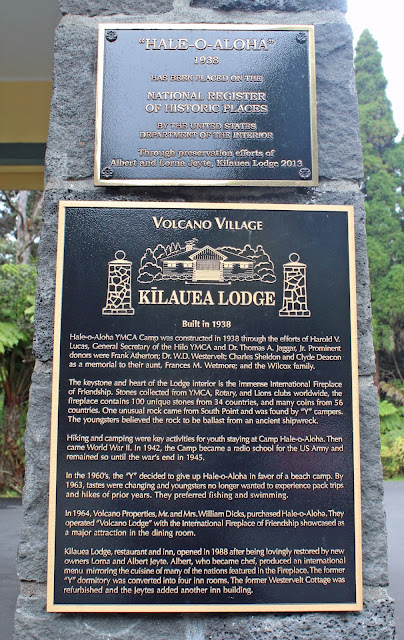 "HALE-O-ALOHA"
1938
HAS BEEN PLACED ON THE
NATIONAL REGISTER
OF HISTORIC PLACES
BY THE UNITED STATES
DEPARTMENT OF THE INTERIOR
Through preservation efforts of
Albert and Lorna Jeyte, Kilauea Lodge 2013
VOLCANO VILLAGE
KILAUEA LODGE
Built in 1938
Hale-o-Aloha YMCA Camp was constructed in 1938 through the efforts of Harold V.
Lucas, General Secretary of the Hilo YMCA and Dr. Thomas A. Jaggar, Jr. Prominent
donors were Frank Atherton; Dr. W.D. Westervelt; Charles Sheldon and Clyde Deacon
as a memorial to their aunt, Frances M. Wetmore; and the Wilcox family.
The keystone and heart of the Lodge interior is the immense International Fireplace
of Friendship. Stones collected from YMCA, Rotary, and Lions clubs worldwide, the
fireplace contains 100 unique stones from 34 countries, and many coins from 56
countries. One unusual rock came from South Point and was found by "Y" campers.
The youngsters believed the rock to be ballast from an ancient shipwreck.
Hiking and camping were key activities for youth staying at Camp Hale-o-Aloha. Then
came World War II. In 1942, the Camp became a radio school for the US Army and
remained so until the war's end in 1945.
In the 1960's, the "Y" decided to give up Hale-o-Aloha in favor of a beach camp. By
1963, tastes were changing and youngsters no longer wanted to experience pack trips
and hikes of prior years. They preferred fishing and swimming.
In 1964, Volcano Properties, Mr. and Mrs. William Dicks, purchased Hale-o-Aloha. They
operated "Volcano Lodge" with the International Fireplace of Friendship showcased as
a major attraction in the dining room.
Kilauea Lodge, restaurant and inn, opened in 1988 after being lovingly restored by new
owners Lorna and Albert Jeyte. Albert, who became chef, produced an international
menu mirroring the cuisine of many of the nations featured in the Fireplace. The former
"Y" dormitory was converted into four inn rooms. The former Westervelt Cottage was
refurbished and the Jeytes added another inn building.